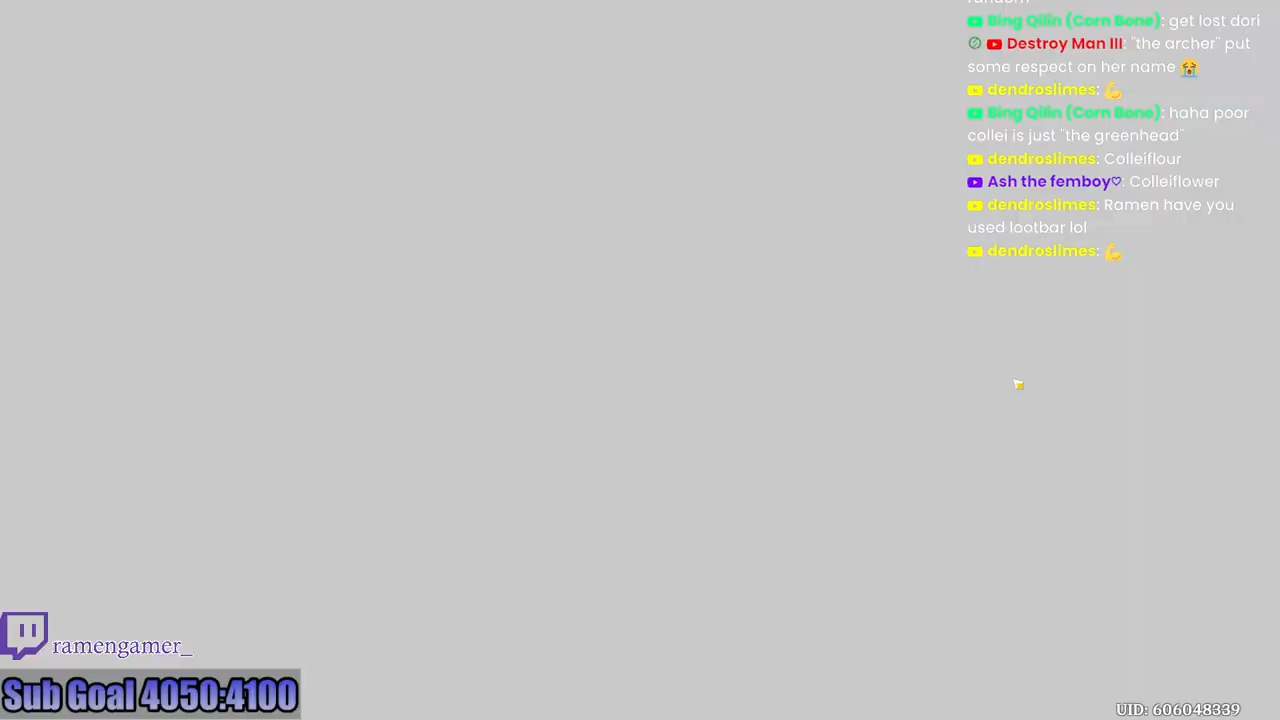 Bing Qilin (Corn Bone): get lost dori
Destroy Man III: "the archer" put
some respect on her name 😭
dendroslimes: 💪
Bing Qilin (Corn Bone): haha poor
collei is just "the greenhead"
dendroslimes: Colleiflour
Ash the femboy♡: Colleiflower
dendroslimes: Ramen have you
used lootbar lol
dendroslimes: 💪
ramengamer_
Sub Goal 4050:4100
UID: 606048339